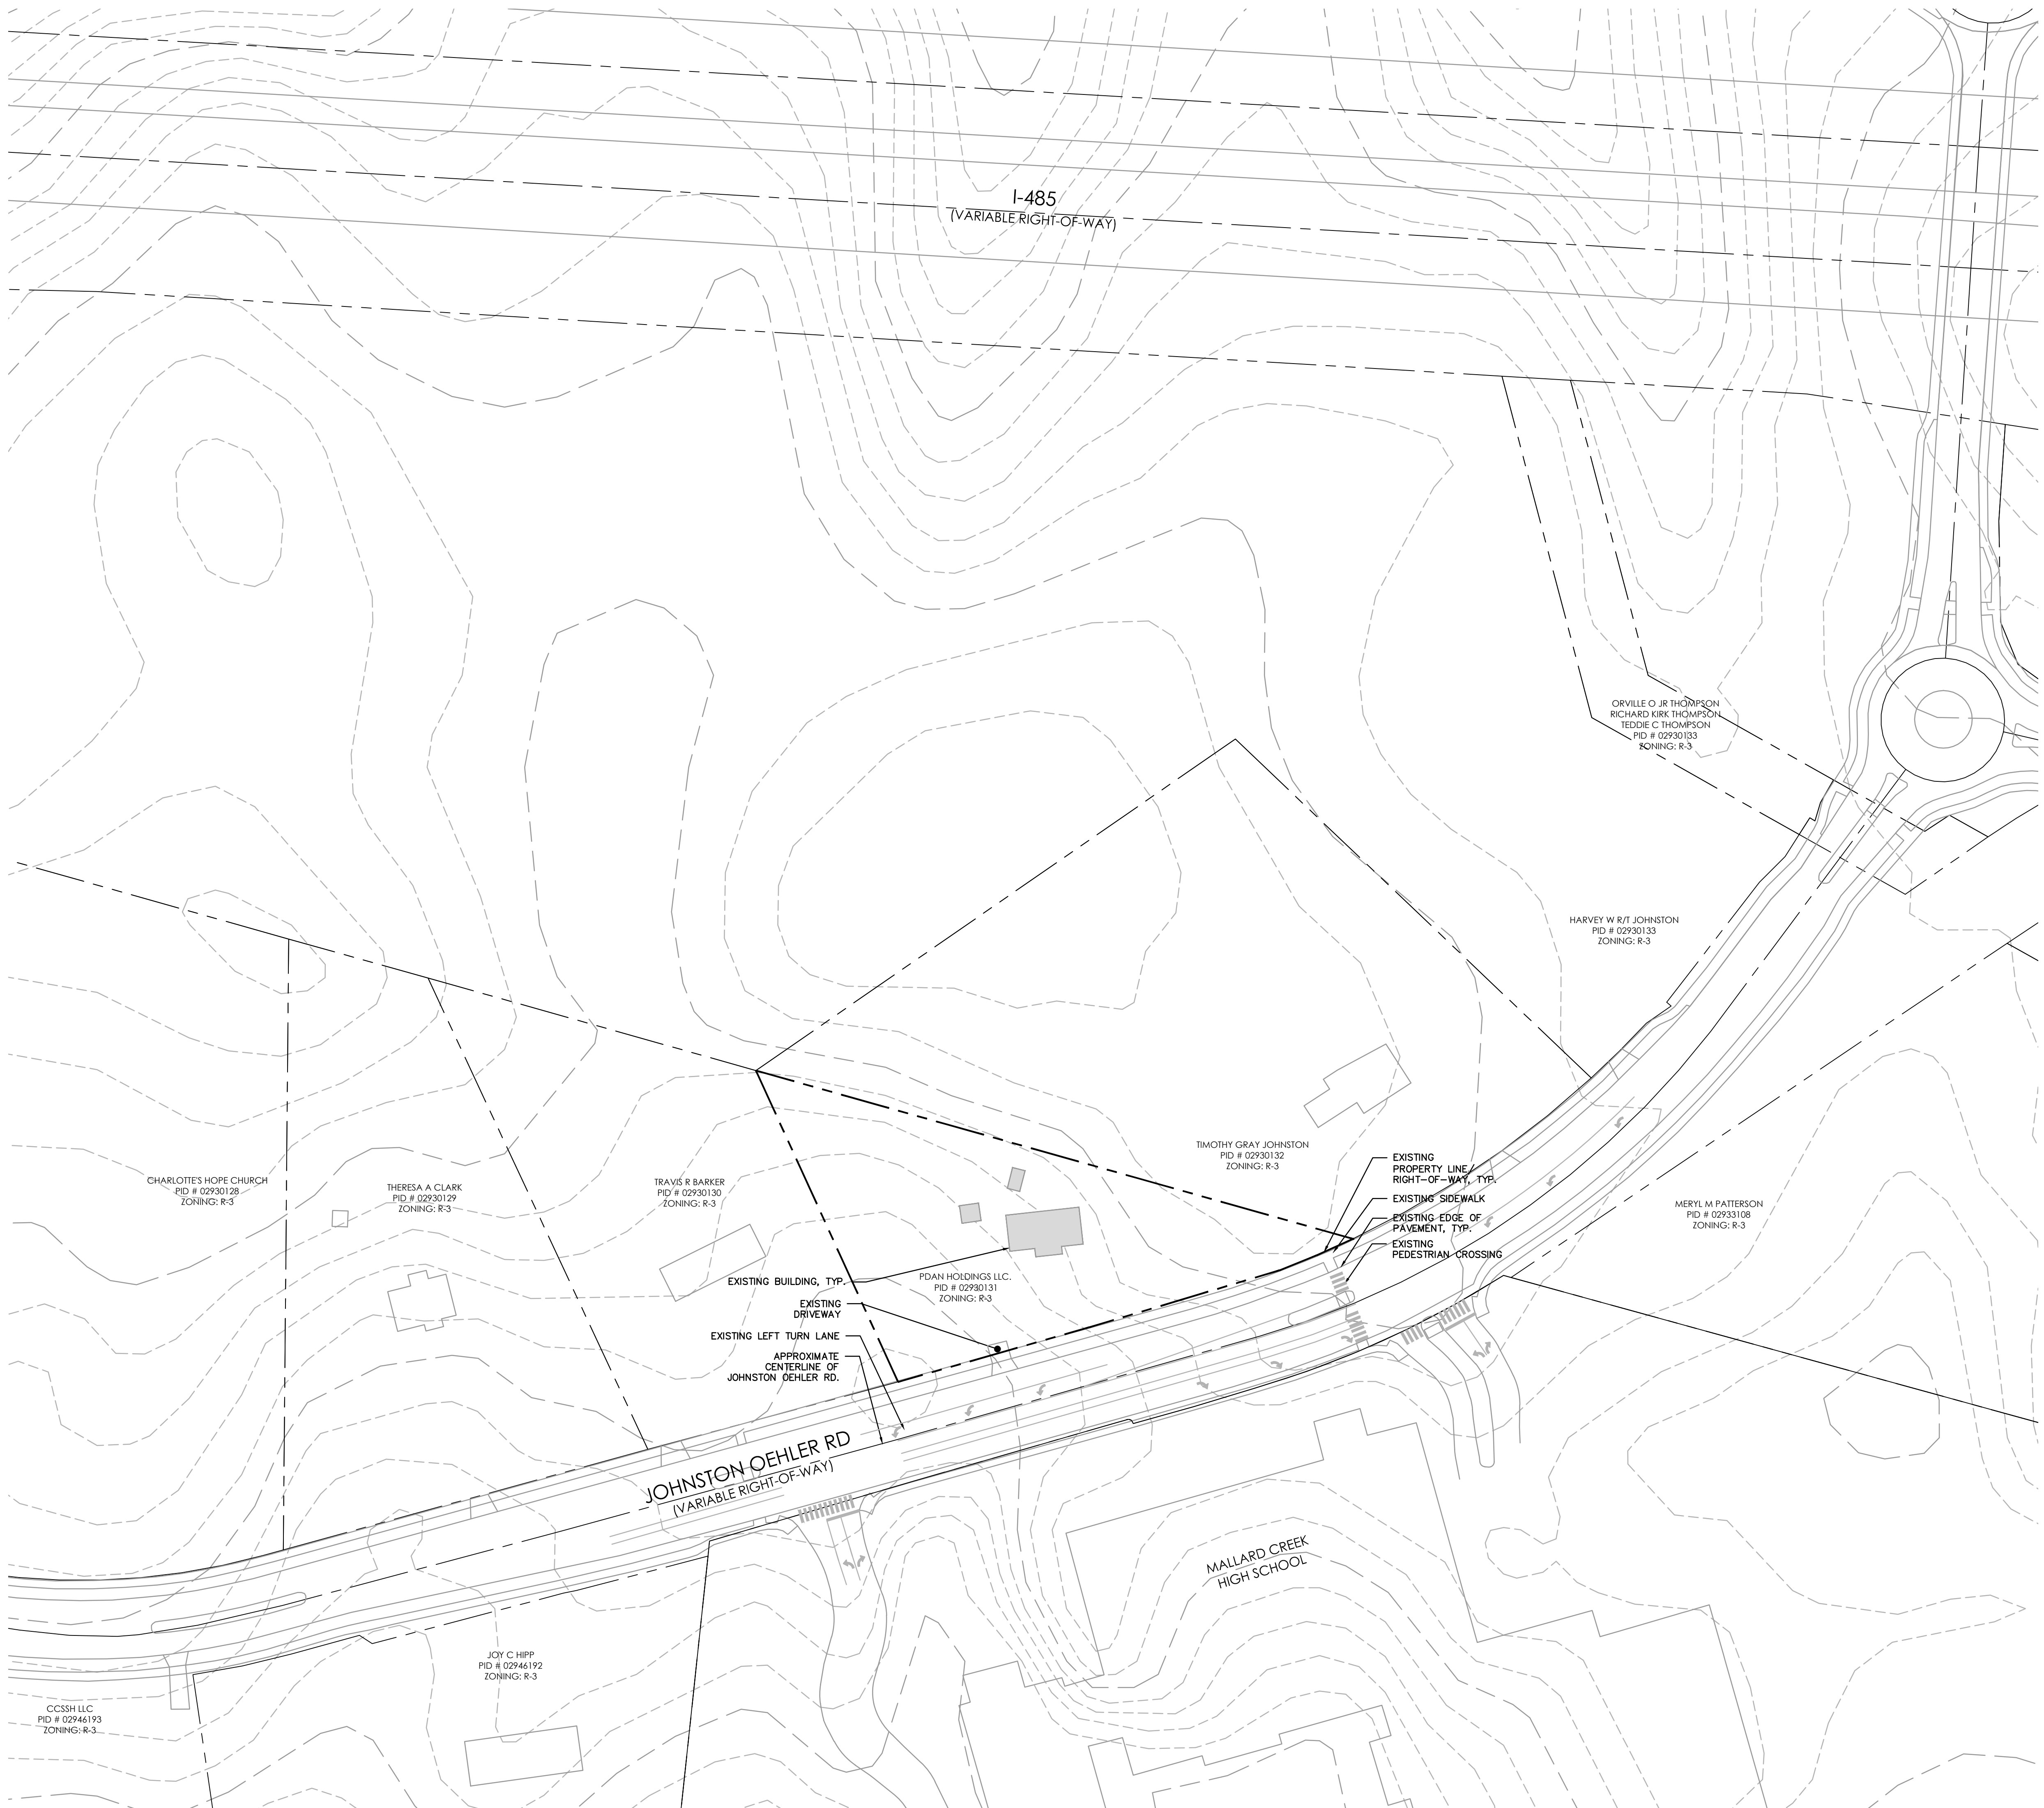 I-485
(VARIABLE RIGHT-OF-WAY)
ORVILLE O JR THOMPSON
RICHARD KIRK THOMPSON
TEDDIE C THOMPSON
PID # 02930133
ZONING: R-3
HARVEY W R/T JOHNSTON
PID # 02930133
ZONING: R-3
TIMOTHY GRAY JOHNSTON
PID # 02930132
ZONING: R-3
EXISTING
PROPERTY LINE/
RIGHT-OF-WAY, TYP.
EXISTING SIDEWALK
EXISTING EDGE OF
PAVEMENT, TYP.
EXISTING
PEDESTRIAN CROSSING
MERYL M PATTERSON
PID # 02933108
ZONING: R-3
CHARLOTTE'S HOPE CHURCH
PID # 02930128
ZONING: R-3
THERESA A CLARK
PID # 02930129
ZONING: R-3
TRAVIS R BARKER
PID # 02930130
ZONING: R-3
PDAN HOLDINGS LLC.
PID # 02930131
ZONING: R-3
EXISTING BUILDING, TYP.
EXISTING
DRIVEWAY
EXISTING LEFT TURN LANE
APPROXIMATE
CENTERLINE OF
JOHNSTON OEHLER RD.
JOHNSTON OEHLER RD
(VARIABLE RIGHT-OF-WAY)
MALLARD CREEK
HIGH SCHOOL
JOY C HIPP
PID # 02946192
ZONING: R-3
CCSSH LLC
PID # 02946193
ZONING: R-3